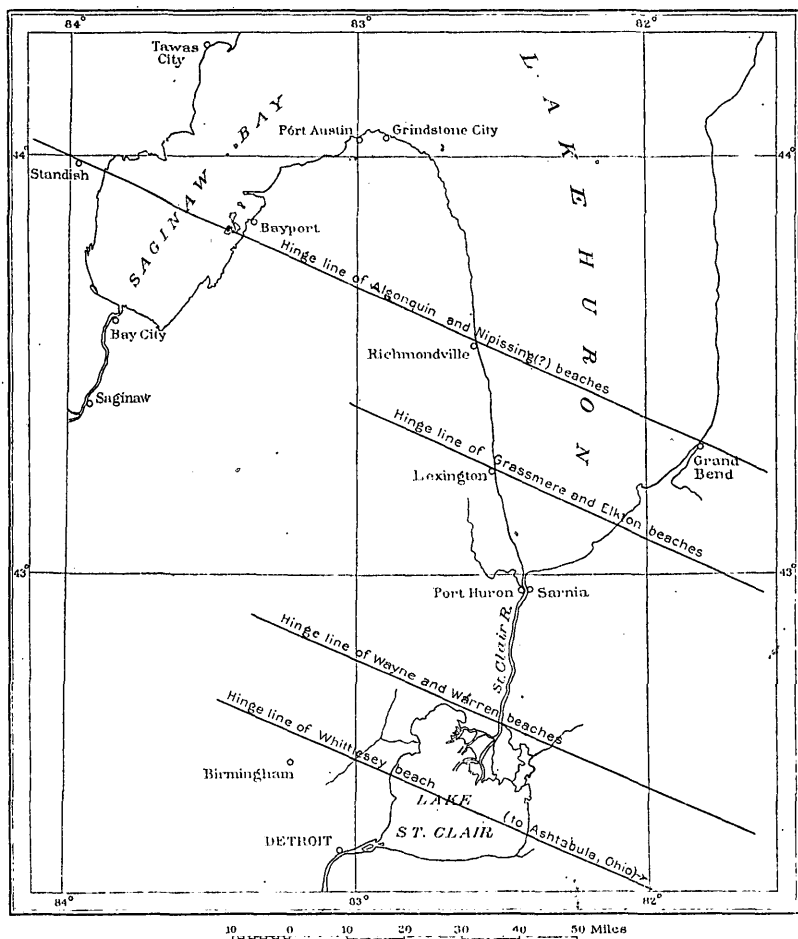 84° 83° 82°
Tawas
City
LAKE HURON
SAGINAW BAY
Port Austin Grindstone City
44° 44°
Standish
Bayport
Hinge line of Algonquin and Nipissing(?) beaches
Bay City
Richmondville
Saginaw
Hinge line of Grassmere and Elkton beaches
Grand
Bend
Lexington
43° 43°
Port Huron Sarnia
St. Clair R.
Hinge line of Wayne and Warren beaches
Hinge line of Whittlesey beach
(to Ashtabula, Ohio)
Birmingham
LAKE
ST. CLAIR
DETROIT
84° 83° 82°
10 0 10 20 30 40 50 Miles